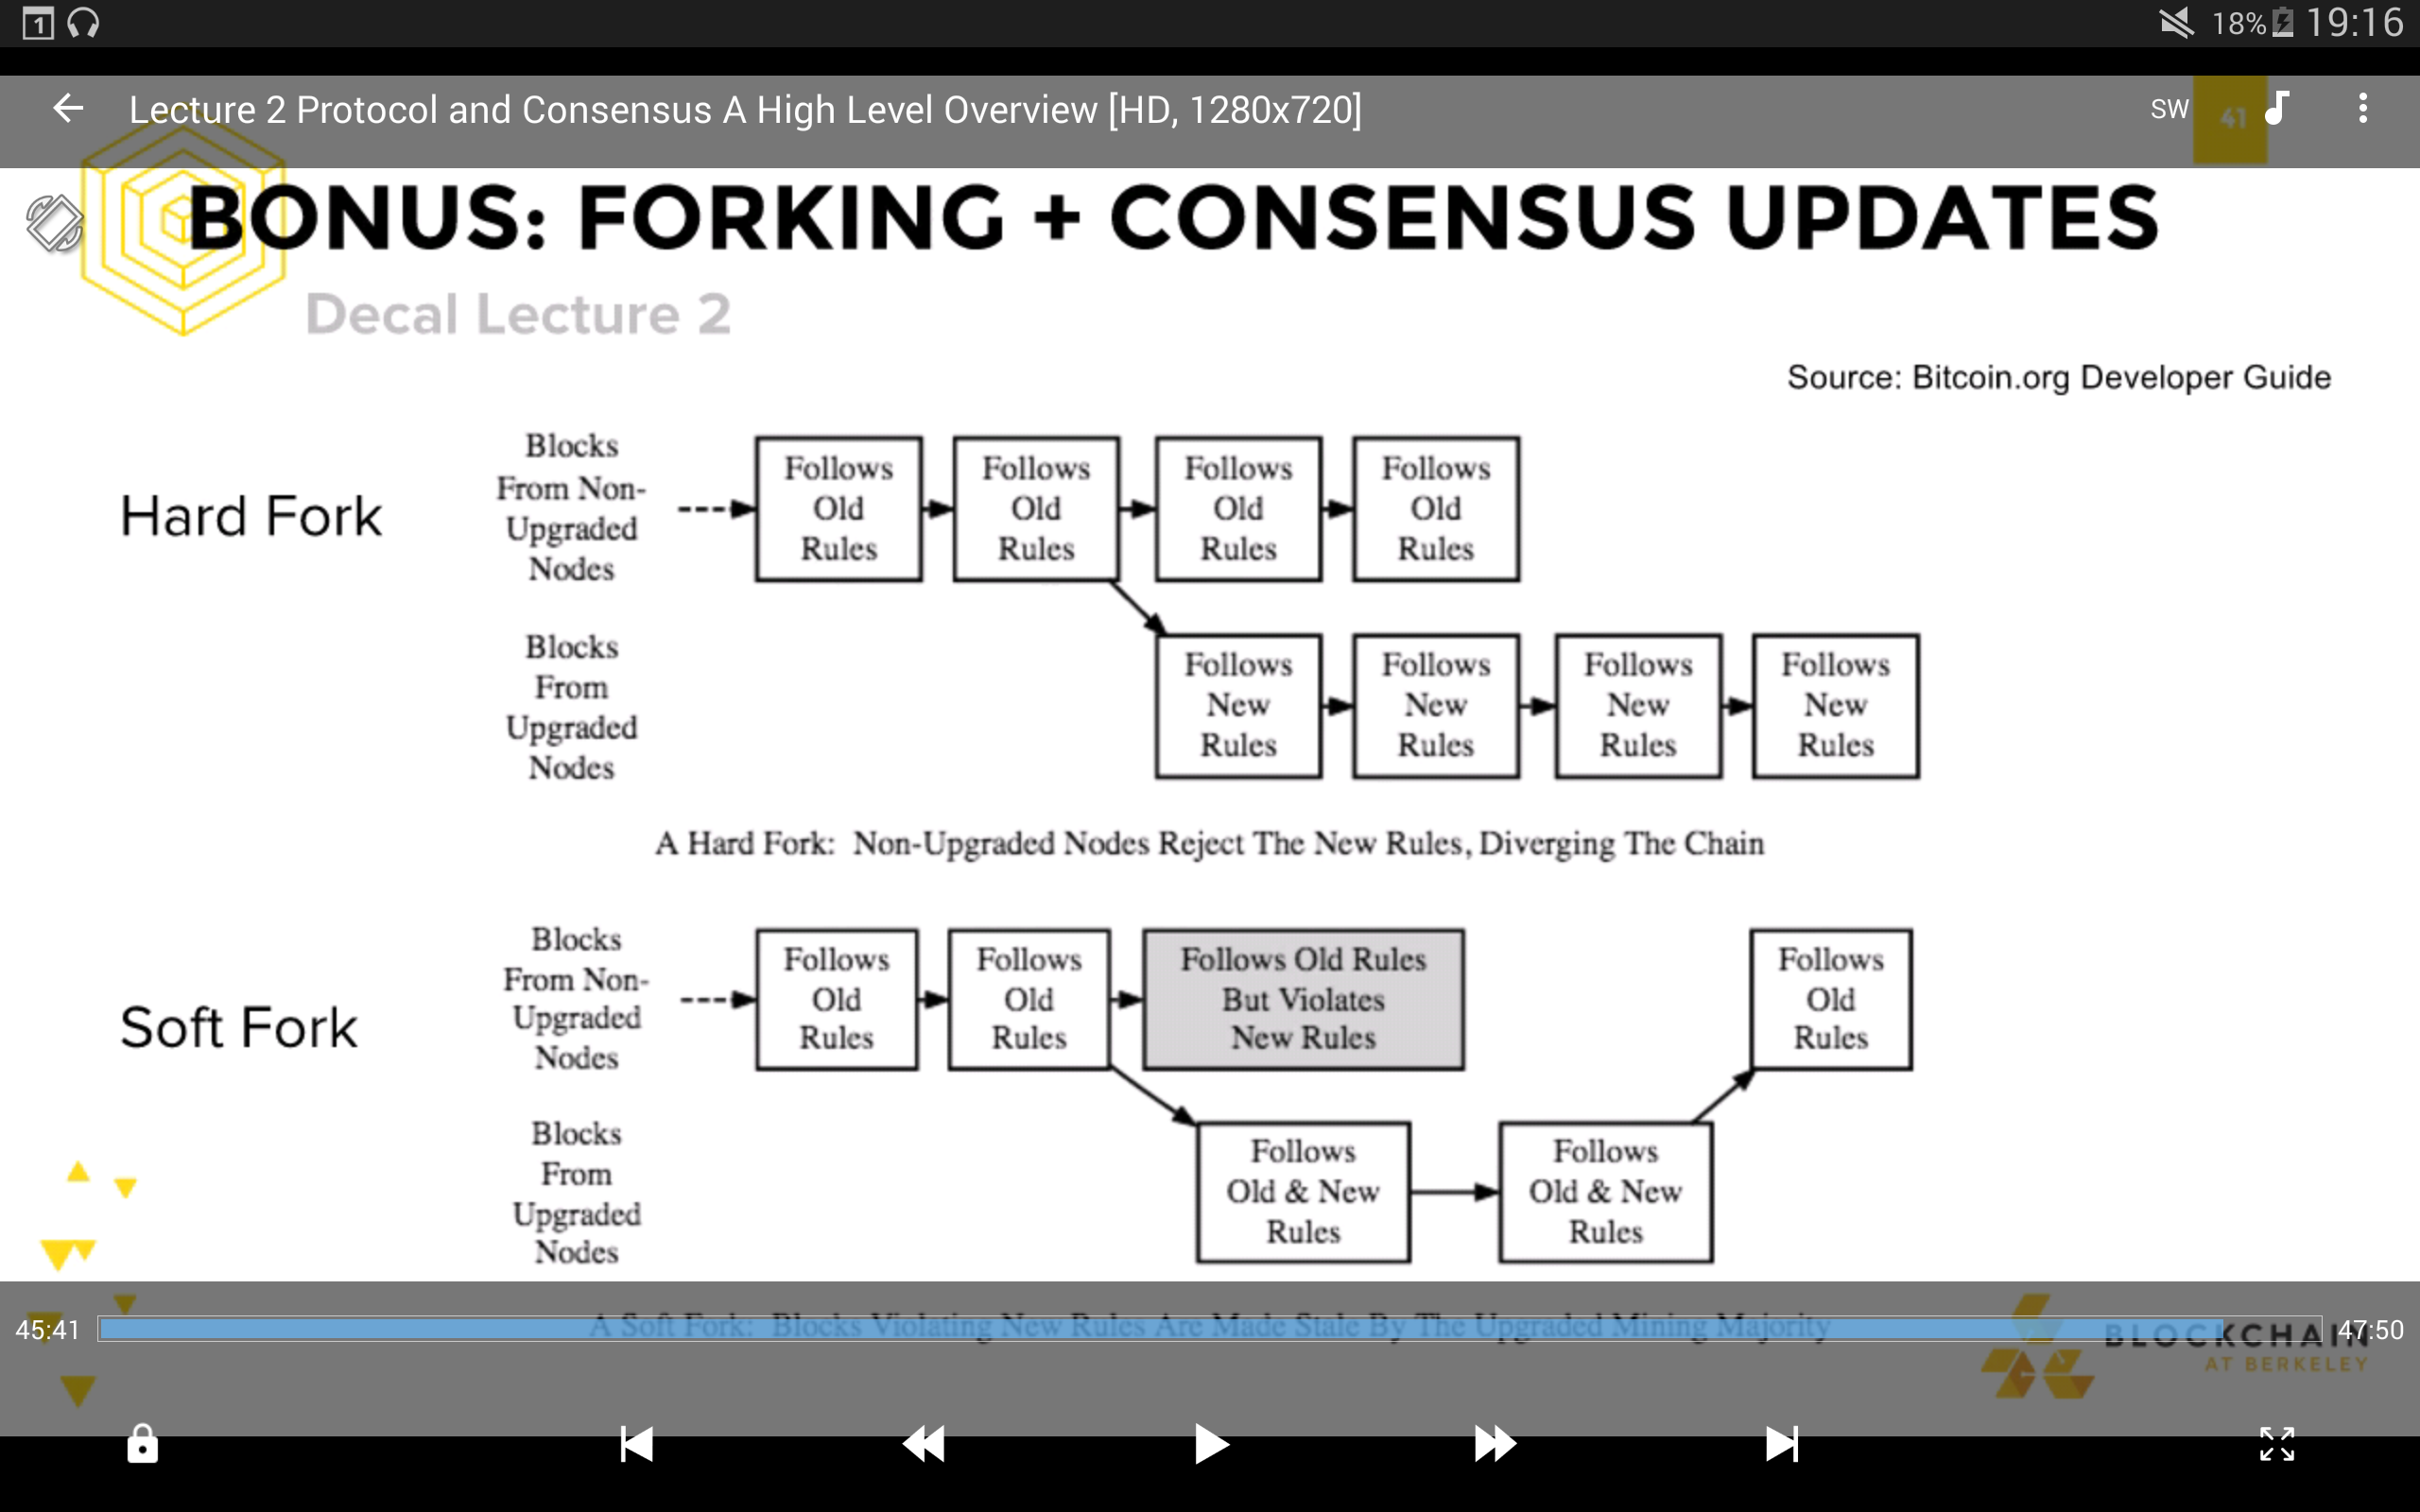 1
18%
19:16
Lecture 2 Protocol and Consensus A High Level Overview [HD, 1280x720]
SW
41
BONUS: FORKING + CONSENSUS UPDATES
Decal Lecture 2
Source: Bitcoin.org Developer Guide
Hard Fork
Blocks
From Non-
Upgraded
Nodes
Follows
Old
Rules
Follows
Old
Rules
Follows
Old
Rules
Follows
Old
Rules
Blocks
From
Upgraded
Nodes
Follows
New
Rules
Follows
New
Rules
Follows
New
Rules
Follows
New
Rules
A Hard Fork: Non-Upgraded Nodes Reject The New Rules, Diverging The Chain
Soft Fork
Blocks
From Non-
Upgraded
Nodes
Follows
Old
Rules
Follows
Old
Rules
Follows Old Rules
But Violates
New Rules
Follows
Old
Rules
Blocks
From
Upgraded
Nodes
Follows
Old & New
Rules
Follows
Old & New
Rules
A Soft Fork: Blocks Violating New Rules Are Made Stale By The Upgraded Mining Majority
45:41
47:50
BLOCKCHAIN
AT BERKELEY